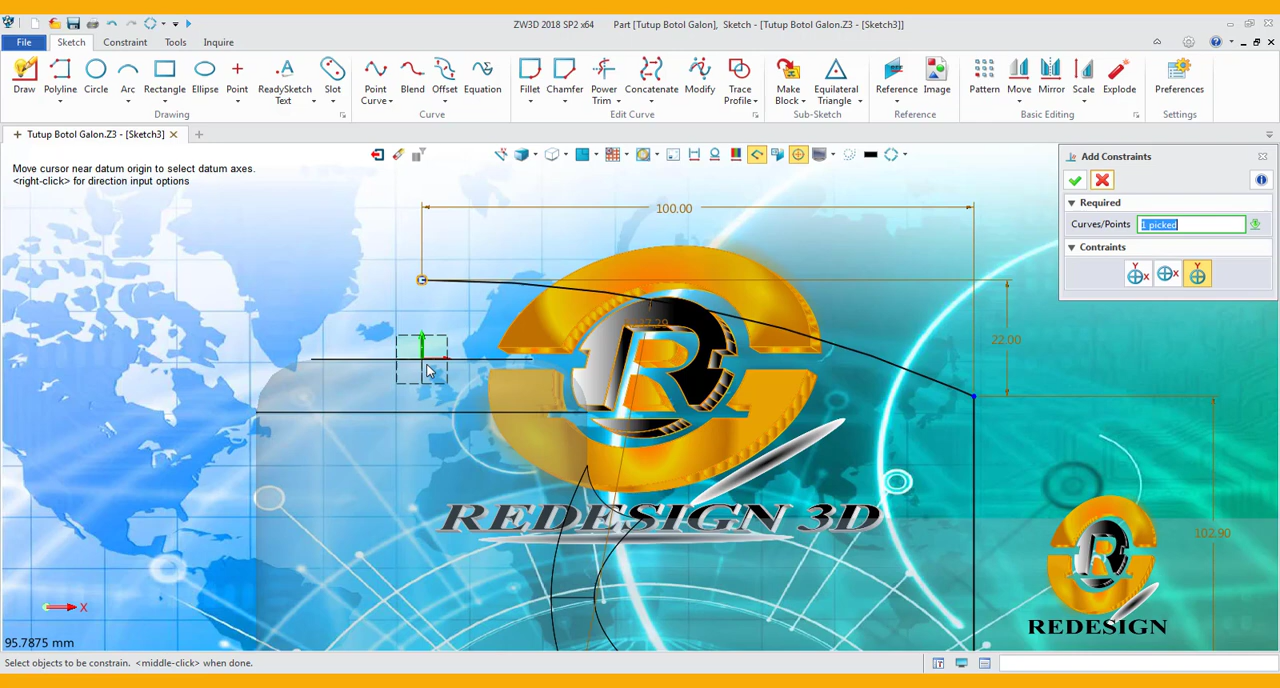 ZW3D 2018 SP2 x64 Part [Tutup Botol Galon], Sketch - [Tutup Botol Galon.Z3 - [Sketch3]]
File Sketch Constraint Tools Inquire
Draw Polyline Circle Arc Rectangle Ellipse Point ReadySketch Text Slot Point Curve Blend Offset Equation Fillet Chamfer Power Trim Concatenate Modify Trace Profile Make Block Equilateral Triangle Reference Image Pattern Move Mirror Scale Explode Preferences
Drawing Curve Edit Curve Sub-Sketch Reference Basic Editing Settings
Tutup Botol Galon.Z3 - [Sketch3]
Move cursor near datum origin to select datum axes.
<right-click> for direction input options
Add Constraints
Required
Curves/Points 1 picked
Contraints
Y X X Y
100.00
22.00
102.90
R
REDESIGN 3D
R
REDESIGN
X
95.7875 mm
Select objects to be constrain. <middle-click> when done.